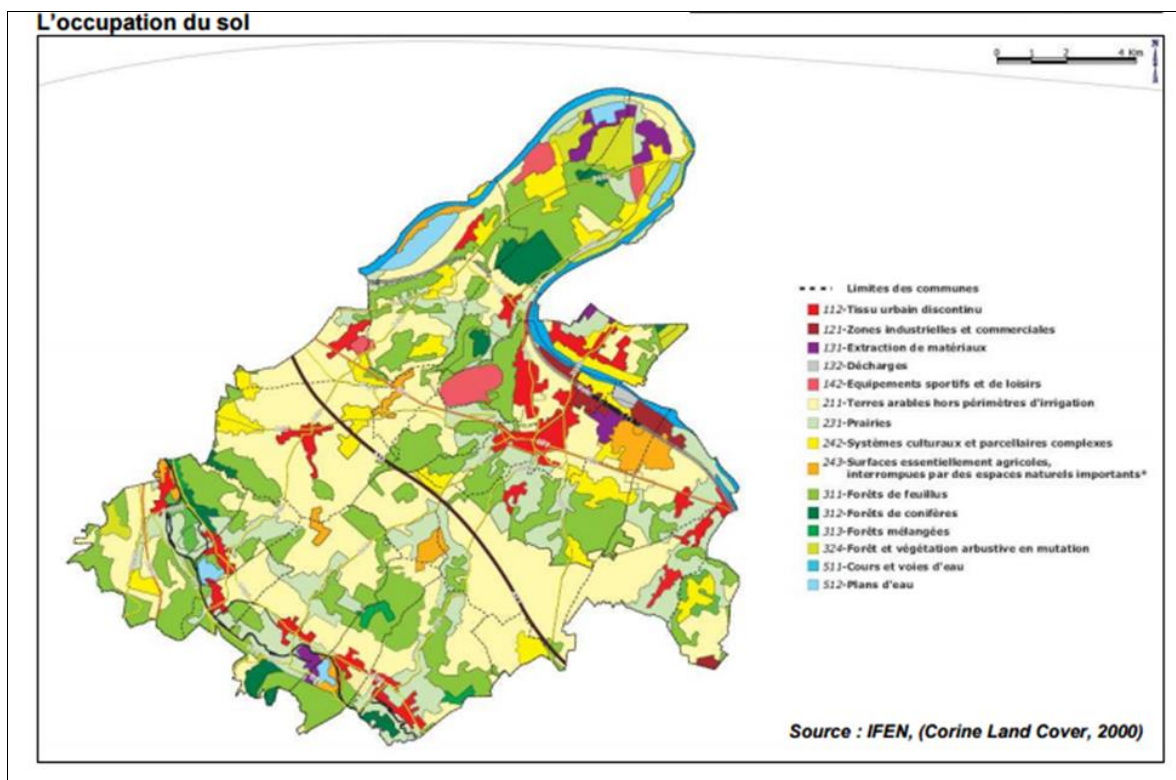 L'occupation du sol
0 1 2 4 Km
Limites des communes
112-Tissu urbain discontinu
121-Zones industrielles et commerciales
131-Extraction de matériaux
132-Décharges
142-Equipements sportifs et de loisirs
211-Terres arables hors périmètres d'irrigation
231-Prairies
242-Systèmes culturaux et parcellaires complexes
243-Surfaces essentiellement agricoles,
interrompues par des espaces naturels importants*
311-Forêts de feuillus
312-Forêts de conifères
313-Forêts mélangées
324-Forêt et végétation arbustive en mutation
511-Cours et voies d'eau
512-Plans d'eau
Source : IFEN, (Corine Land Cover, 2000)